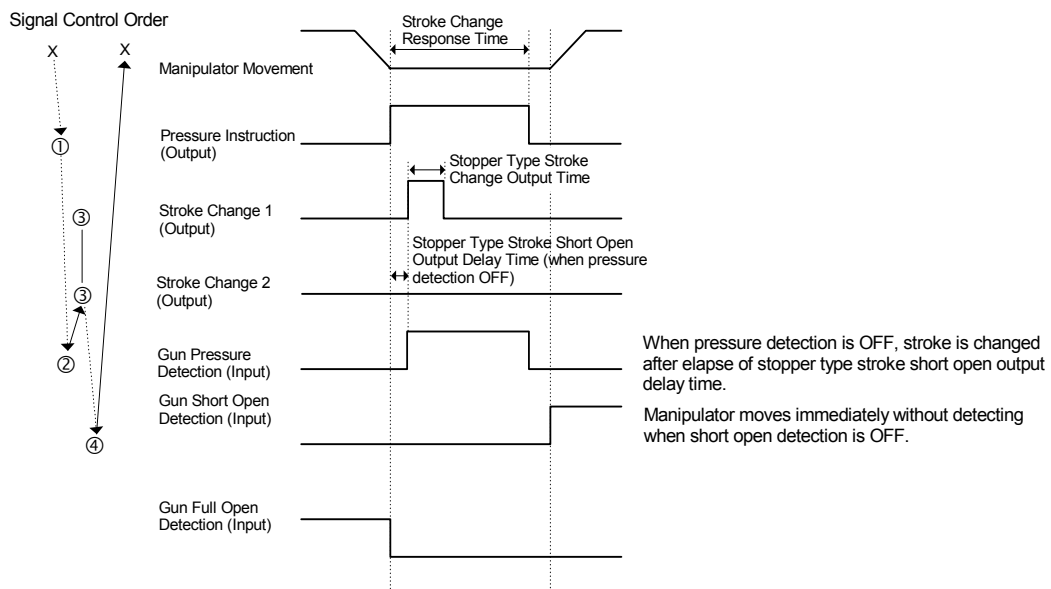 Signal Control Order
X
X
①
③
③
②
④
Stroke Change
Response Time
Manipulator Movement
Pressure Instruction
(Output)
Stopper Type Stroke
Change Output Time
Stroke Change 1
(Output)
Stopper Type Stroke Short Open
Output Delay Time (when pressure
detection OFF)
Stroke Change 2
(Output)
Gun Pressure
Detection (Input)
When pressure detection is OFF, stroke is changed
after elapse of stopper type stroke short open output
delay time.
Gun Short Open
Detection (Input)
Manipulator moves immediately without detecting
when short open detection is OFF.
Gun Full Open
Detection (Input)